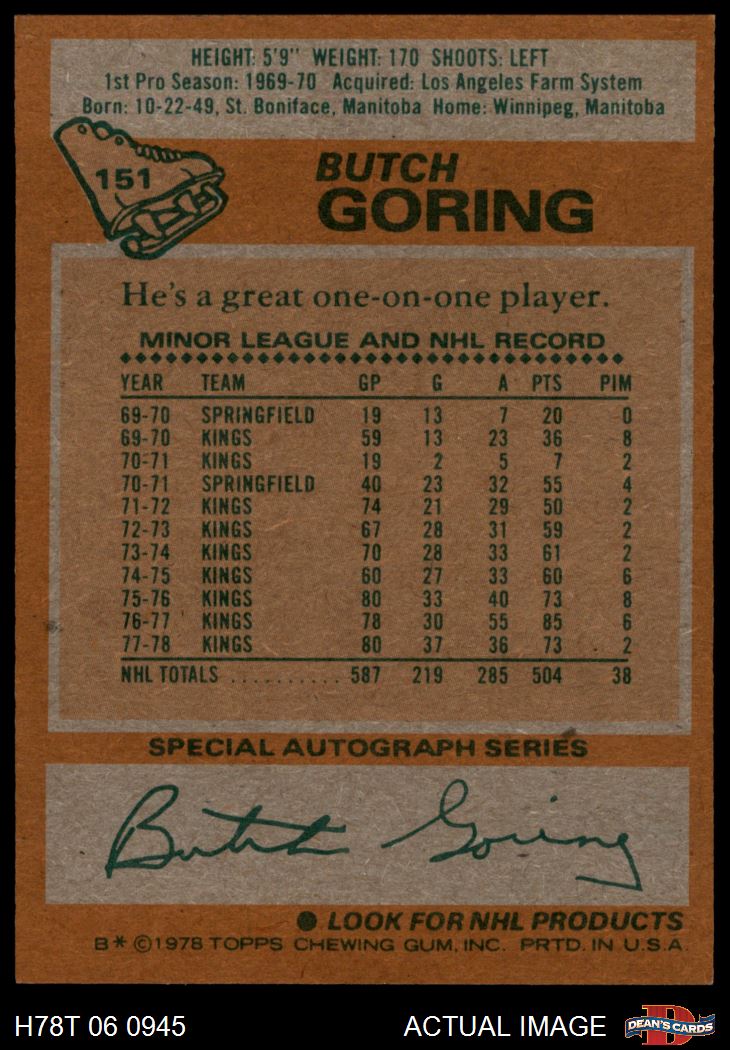 HEIGHT: 5'9" WEIGHT: 170 SHOOTS: LEFT
1st Pro Season: 1969-70 Acquired: Los Angeles Farm System
Born: 10-22-49, St. Boniface, Manitoba Home: Winnipeg, Manitoba
151
BUTCH
GORING
He's a great one-on-one player.
MINOR LEAGUE AND NHL RECORD
YEAR TEAM GP G A PTS PIM
69-70 SPRINGFIELD 19 13 7 20 0
69-70 KINGS 59 13 23 36 8
70-71 KINGS 19 2 5 7 2
70-71 SPRINGFIELD 40 23 32 55 4
71-72 KINGS 74 21 29 50 2
72-73 KINGS 67 28 31 59 2
73-74 KINGS 70 28 33 61 2
74-75 KINGS 60 27 33 60 6
75-76 KINGS 80 33 40 73 8
76-77 KINGS 78 30 55 85 6
77-78 KINGS 80 37 36 73 2
NHL TOTALS .......... 587 219 285 504 38
SPECIAL AUTOGRAPH SERIES
Butch Goring
● LOOK FOR NHL PRODUCTS
B* ©1978 TOPPS CHEWING GUM, INC. PRTD. IN U.S.A.
H78T 06 0945 ACTUAL IMAGE DEAN'S CARDS